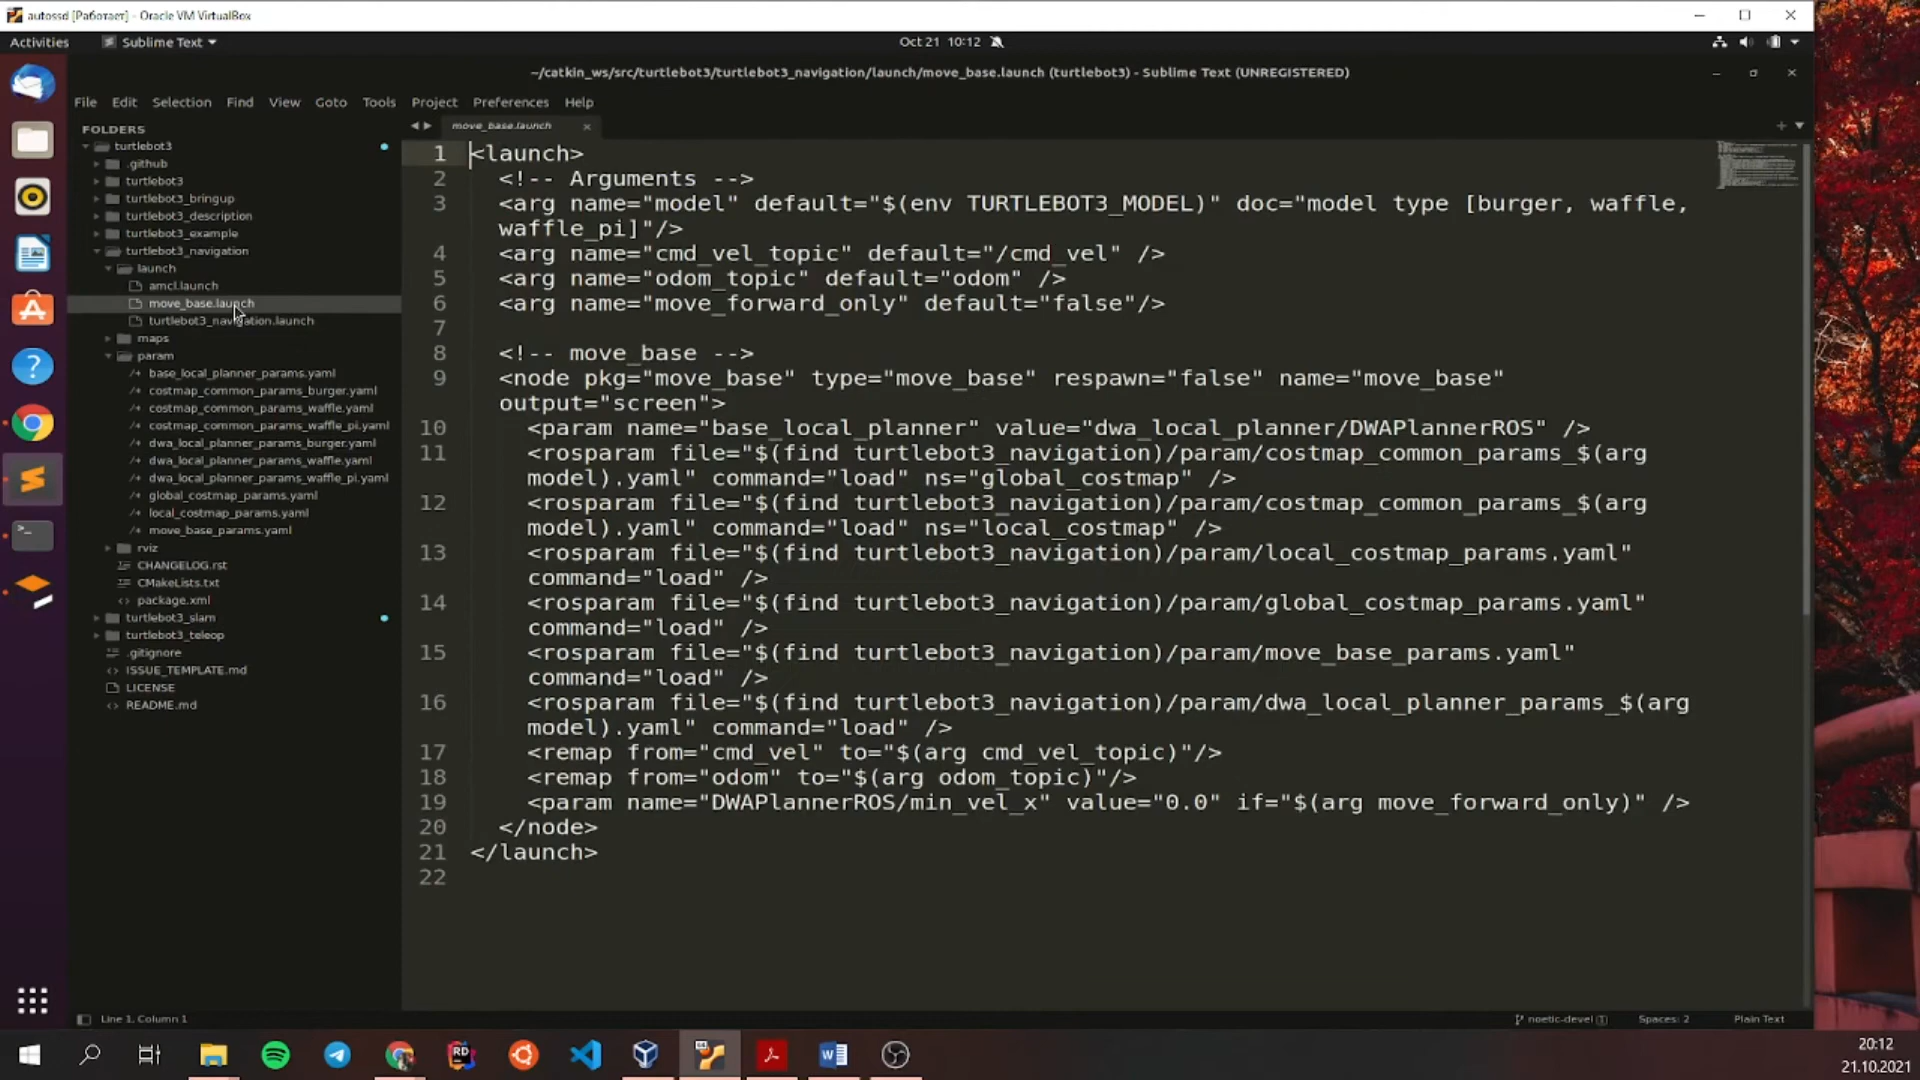 autossd [Работает] - Oracle VM VirtualBox
Activities
Sublime Text
Oct 21 10:12
~/catkin_ws/src/turtlebot3/turtlebot3_navigation/launch/move_base.launch (turtlebot3) - Sublime Text (UNREGISTERED)
File Edit Selection Find View Goto Tools Project Preferences Help
FOLDERS
turtlebot3
.github
turtlebot3
turtlebot3_bringup
turtlebot3_description
turtlebot3_example
turtlebot3_navigation
launch
amcl.launch
move_base.launch
turtlebot3_navigation.launch
maps
param
base_local_planner_params.yaml
costmap_common_params_burger.yaml
costmap_common_params_waffle.yaml
costmap_common_params_waffle_pi.yaml
dwa_local_planner_params_burger.yaml
dwa_local_planner_params_waffle.yaml
dwa_local_planner_params_waffle_pi.yaml
global_costmap_params.yaml
local_costmap_params.yaml
move_base_params.yaml
rviz
CHANGELOG.rst
CMakeLists.txt
package.xml
turtlebot3_slam
turtlebot3_teleop
.gitignore
ISSUE_TEMPLATE.md
LICENSE
README.md
move_base.launch
1 <launch>
2 <!-- Arguments -->
3 <arg name="model" default="$(env TURTLEBOT3_MODEL)" doc="model type [burger, waffle,
waffle_pi]"/>
4 <arg name="cmd_vel_topic" default="/cmd_vel" />
5 <arg name="odom_topic" default="odom" />
6 <arg name="move_forward_only" default="false"/>
7
8 <!-- move_base -->
9 <node pkg="move_base" type="move_base" respawn="false" name="move_base"
output="screen">
10 <param name="base_local_planner" value="dwa_local_planner/DWAPlannerROS" />
11 <rosparam file="$(find turtlebot3_navigation)/param/costmap_common_params_$(arg
model).yaml" command="load" ns="global_costmap" />
12 <rosparam file="$(find turtlebot3_navigation)/param/costmap_common_params_$(arg
model).yaml" command="load" ns="local_costmap" />
13 <rosparam file="$(find turtlebot3_navigation)/param/local_costmap_params.yaml"
command="load" />
14 <rosparam file="$(find turtlebot3_navigation)/param/global_costmap_params.yaml"
command="load" />
15 <rosparam file="$(find turtlebot3_navigation)/param/move_base_params.yaml"
command="load" />
16 <rosparam file="$(find turtlebot3_navigation)/param/dwa_local_planner_params_$(arg
model).yaml" command="load" />
17 <remap from="cmd_vel" to="$(arg cmd_vel_topic)"/>
18 <remap from="odom" to="$(arg odom_topic)"/>
19 <param name="DWAPlannerROS/min_vel_x" value="0.0" if="$(arg move_forward_only)" />
20 </node>
21 </launch>
22
Line 1, Column 1
noetic-devel
Spaces: 2
Plain Text
20:12
21.10.2021